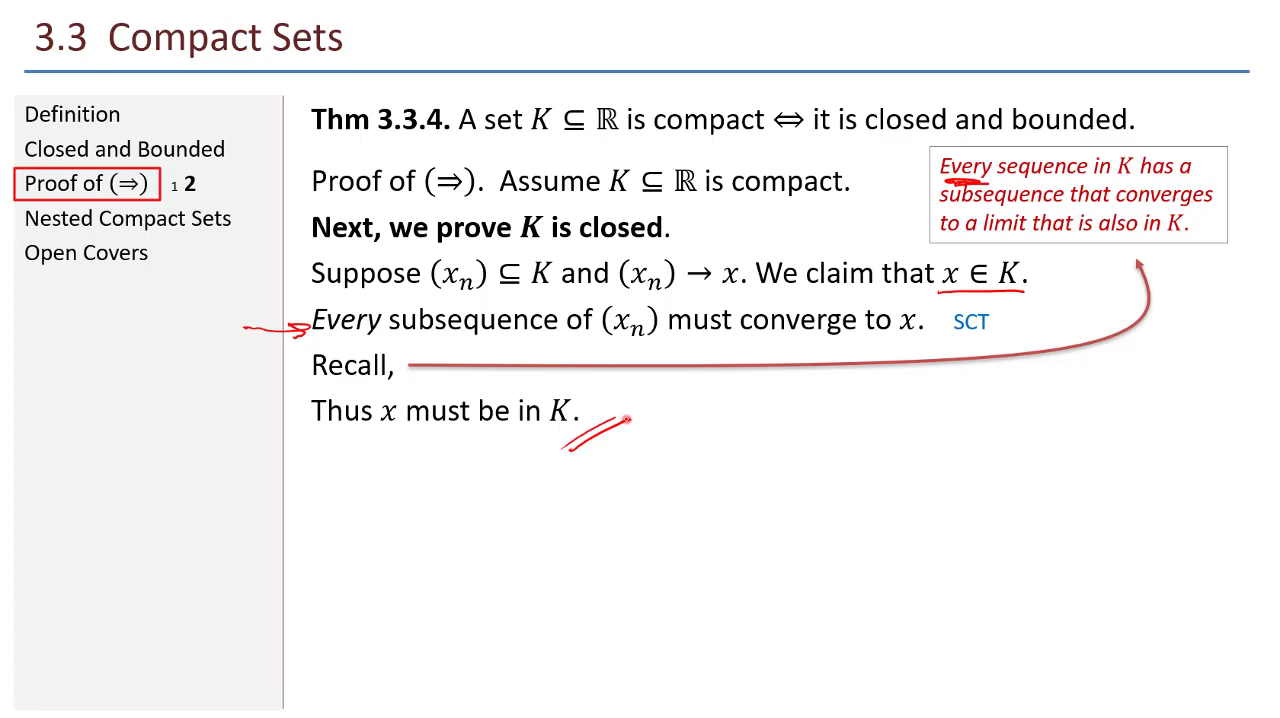 3.3 Compact Sets
Definition
Closed and Bounded
Proof of (⇒) 1 2
Nested Compact Sets
Open Covers
Thm 3.3.4. A set K ⊆ ℝ is compact ⇔ it is closed and bounded.
Proof of (⇒). Assume K ⊆ ℝ is compact.
Every sequence in K has a
subsequence that converges
to a limit that is also in K.
Next, we prove K is closed.
Suppose (xₙ) ⊆ K and (xₙ) → x. We claim that x ∈ K.
Every subsequence of (xₙ) must converge to x. SCT
Recall,
Thus x must be in K.